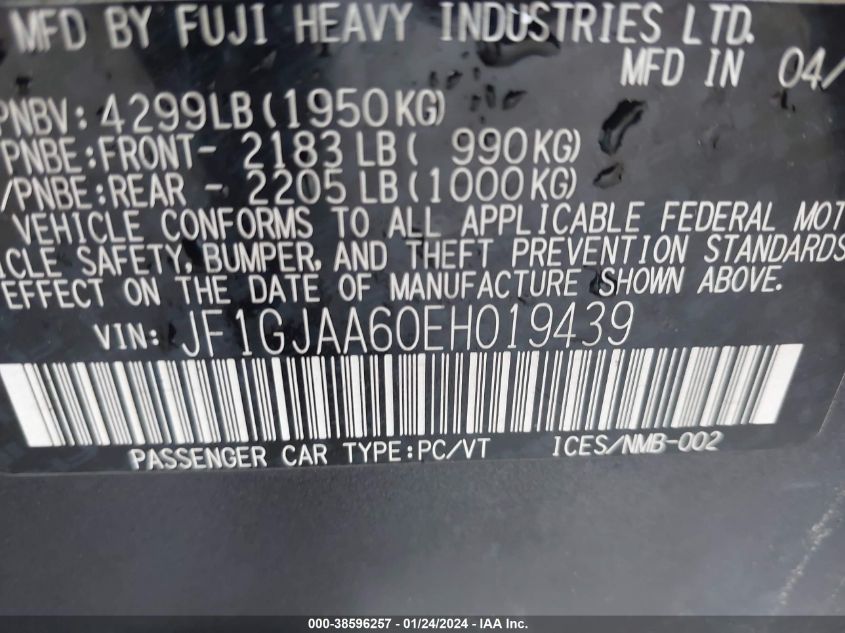 MFD BY FUJI HEAVY INDUSTRIES LTD.
MFD IN 04/
PNBV: 4299LB(1950KG)
PNBE:FRONT- 2183 LB( 990KG)
/PNBE:REAR - 2205 LB(1000KG)
VEHICLE CONFORMS TO ALL APPLICABLE FEDERAL MOT
ICLE SAFETY, BUMPER, AND THEFT PREVENTION STANDARDS
EFFECT ON THE DATE OF MANUFACTURE SHOWN ABOVE.
VIN: JF1GJAA60EH019439
PASSENGER CAR TYPE:PC/VT ICES/NMB-002
000-38596257 - 01/24/2024 - IAA Inc.